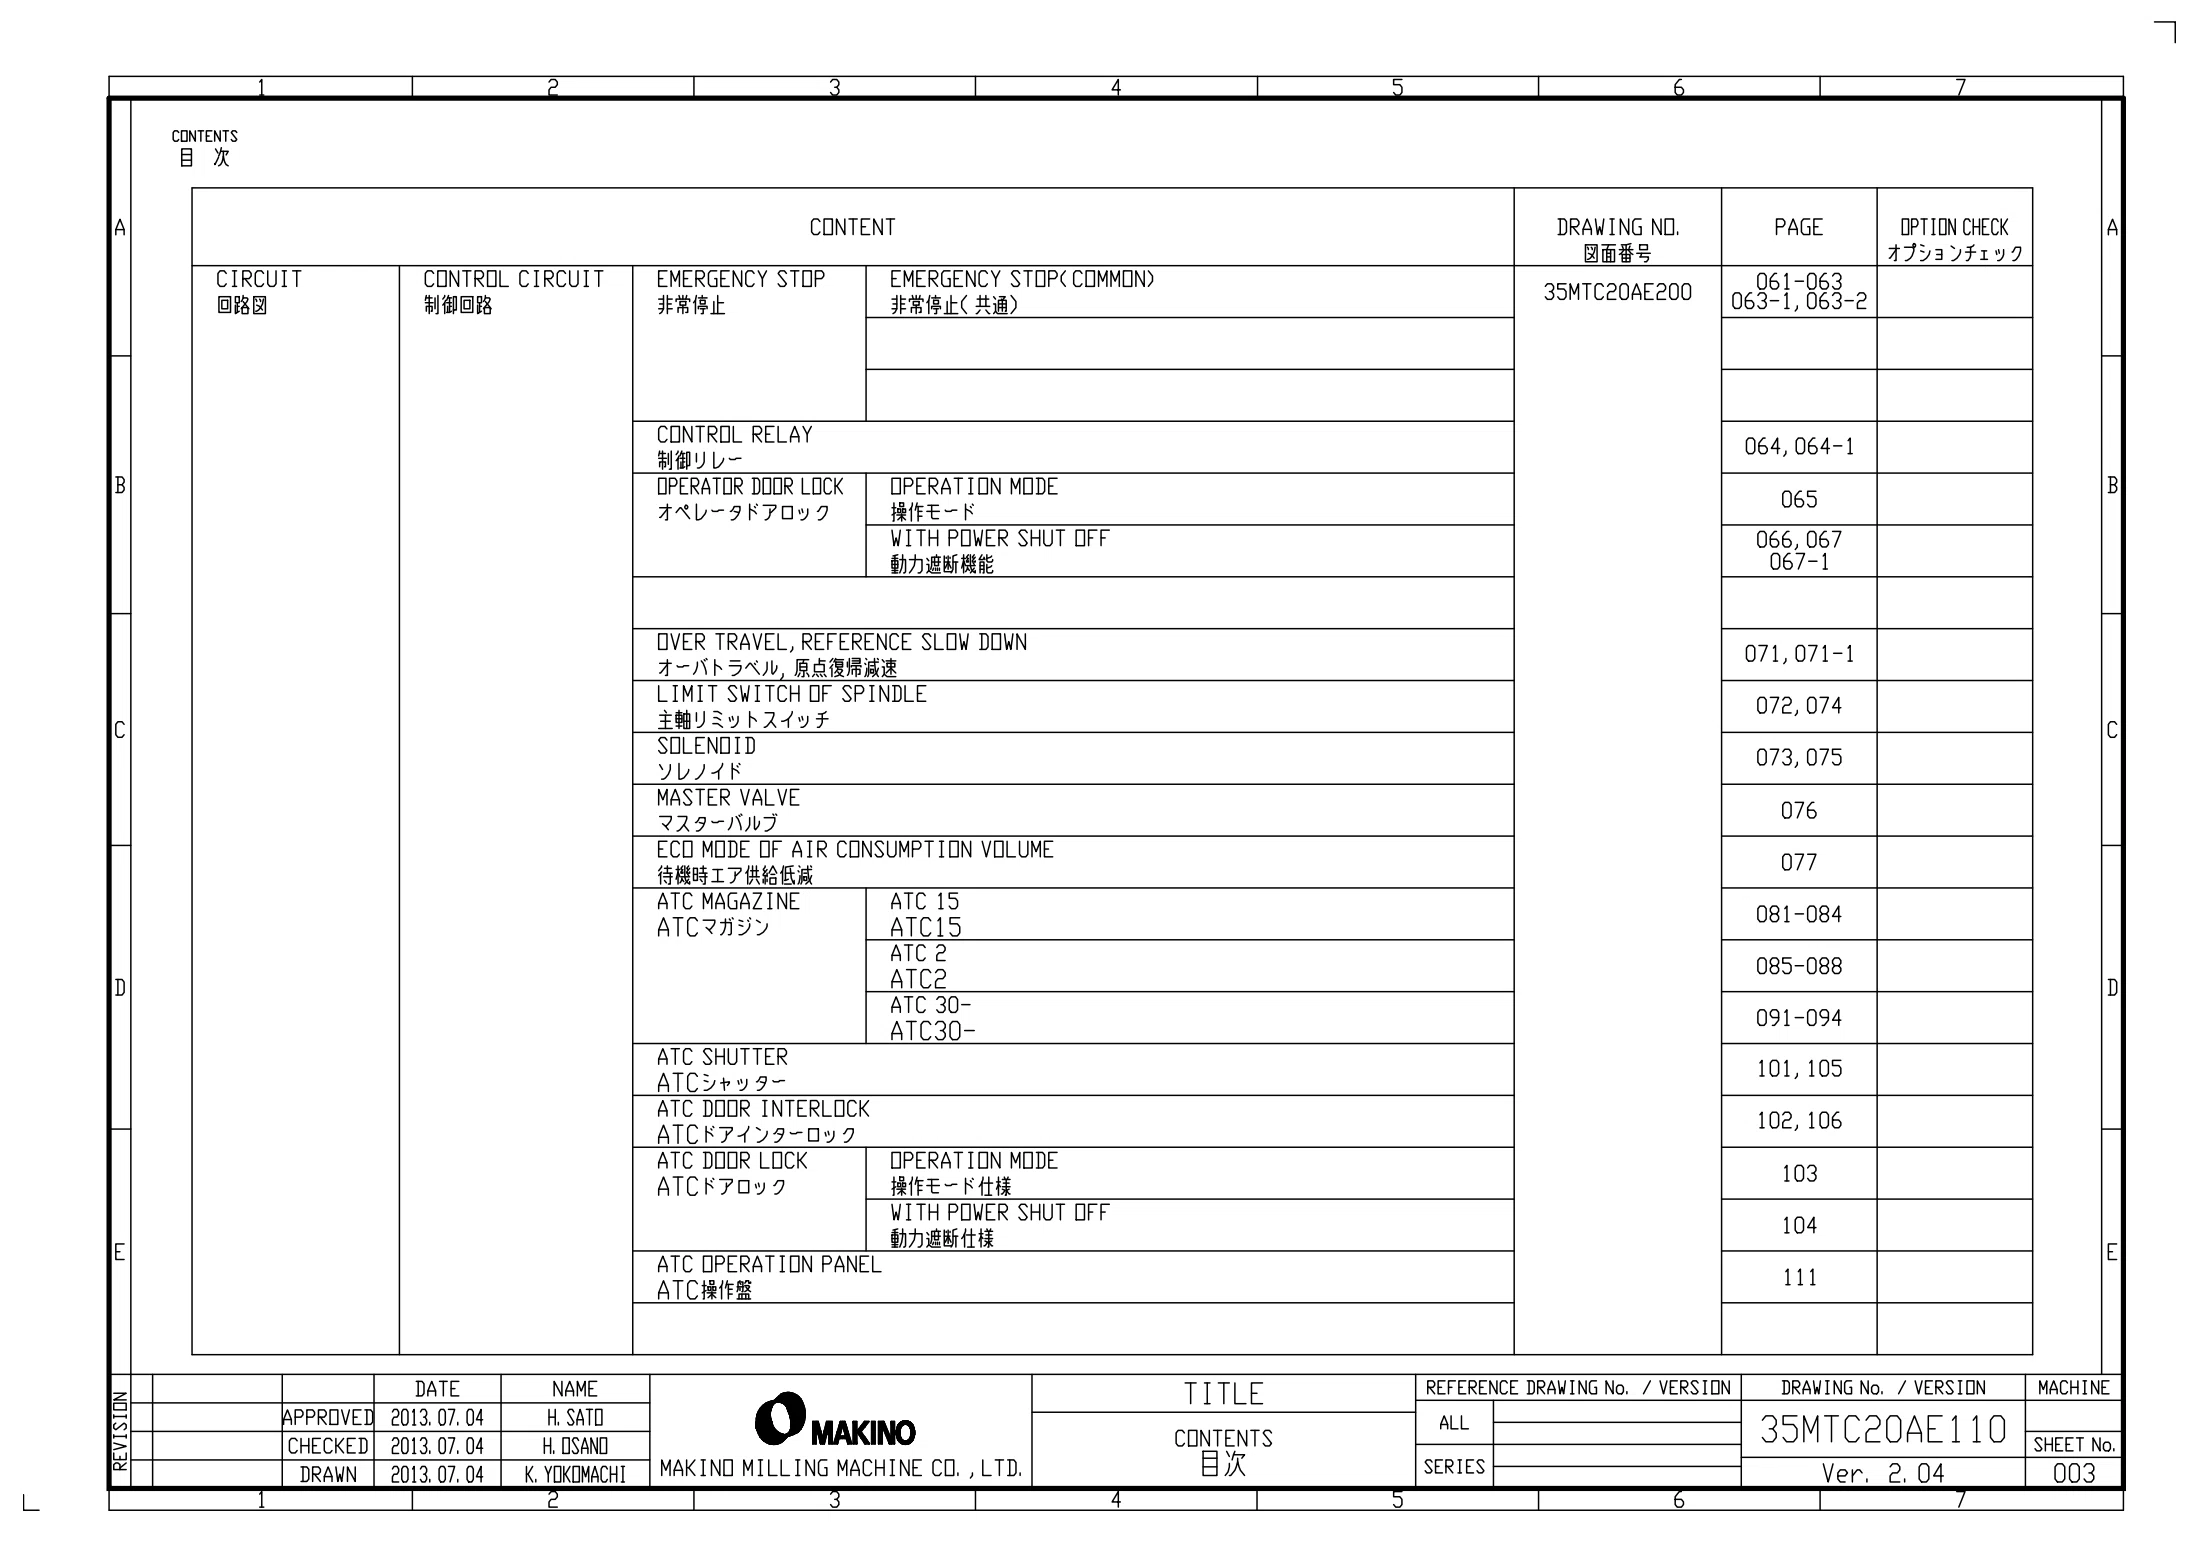 1 2 3 4 5 6 7
CONTENTS
目 次
CONTENT DRAWING NO. PAGE OPTION CHECK
図面番号 オプションチェック
A A
CIRCUIT CONTROL CIRCUIT EMERGENCY STOP EMERGENCY STOP(COMMON) 35MTC20AE200 061-063
回路図 制御回路 非常停止 非常停止(共通) 063-1,063-2
CONTROL RELAY 064,064-1
制御リレー
B B
OPERATOR DOOR LOCK OPERATION MODE 065
オペレータドアロック 操作モード
WITH POWER SHUT OFF 066,067
動力遮断機能 067-1
OVER TRAVEL,REFERENCE SLOW DOWN 071,071-1
オーバトラベル,原点復帰減速
LIMIT SWITCH OF SPINDLE 072,074
主軸リミットスイッチ
C C
SOLENOID 073,075
ソレノイド
MASTER VALVE 076
マスターバルブ
ECO MODE OF AIR CONSUMPTION VOLUME 077
待機時エア供給低減
ATC MAGAZINE ATC 15 081-084
ATCマガジン ATC15
ATC 2 085-088
ATC2
D D
ATC 30- 091-094
ATC30-
ATC SHUTTER 101,105
ATCシャッター
ATC DOOR INTERLOCK 102,106
ATCドアインターロック
ATC DOOR LOCK OPERATION MODE 103
ATCドアロック 操作モード仕様
WITH POWER SHUT OFF 104
動力遮断仕様
E E
ATC OPERATION PANEL 111
ATC操作盤
REVISION
DATE NAME
APPROVED 2013.07.04 H.SATO
CHECKED 2013.07.04 H.OSANO
DRAWN 2013.07.04 K.YOKOMACHI
MAKINO
MAKINO MILLING MACHINE CO.,LTD.
TITLE
CONTENTS
目次
REFERENCE DRAWING No. / VERSION
ALL
SERIES
DRAWING No. / VERSION
35MTC20AE110
Ver. 2.04
MACHINE
SHEET No.
003
1 2 3 4 5 6 7